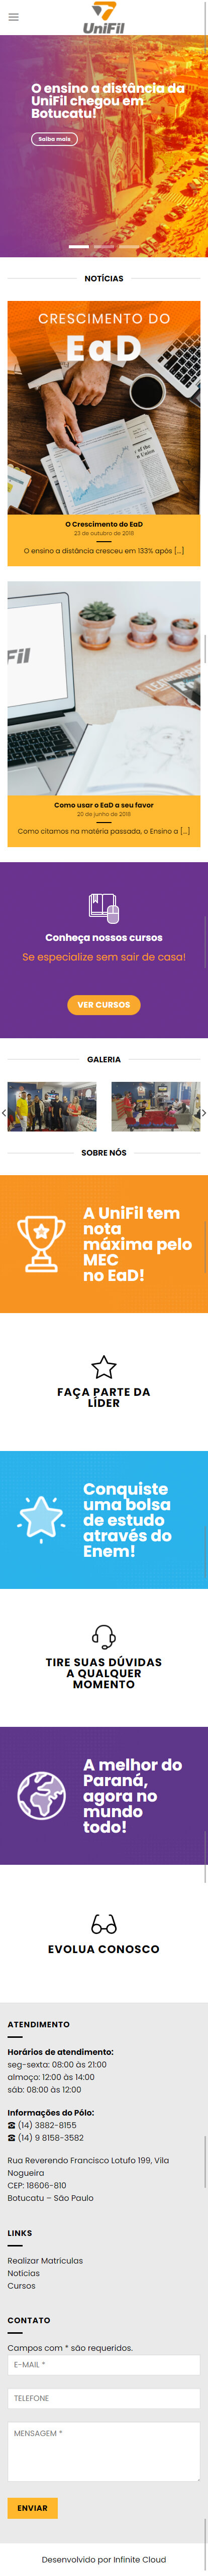 UniFil
O ensino a distância da
UniFil chegou em
Botucatu!
Saiba mais
NOTÍCIAS
CRESCIMENTO DO
EaD
O Crescimento do EaD
23 de outubro de 2018
O ensino a distância cresceu em 133% após [...]
Fil
Como usar o EaD a seu favor
20 de junho de 2018
Como citamos na matéria passada, o Ensino a [...]
Conheça nossos cursos
Se especialize sem sair de casa!
VER CURSOS
GALERIA
SOBRE NÓS
A UniFil tem
nota
máxima pelo
MEC
no EaD!
FAÇA PARTE DA
LÍDER
Conquiste
uma bolsa
de estudo
através do
Enem!
TIRE SUAS DÚVIDAS
A QUALQUER
MOMENTO
A melhor do
Paraná,
agora no
mundo
todo!
EVOLUA CONOSCO
ATENDIMENTO
Horários de atendimento:
seg-sexta: 08:00 às 21:00
almoço: 12:00 às 14:00
sáb: 08:00 às 12:00
Informações do Pólo:
☎ (14) 3882-8155
☎ (14) 9 8158-3582
Rua Reverendo Francisco Lotufo 199, Vila
Nogueira
CEP: 18606-810
Botucatu – São Paulo
LINKS
Realizar Matrículas
Notícias
Cursos
CONTATO
Campos com * são requeridos.
E-MAIL *
TELEFONE
MENSAGEM *
ENVIAR
Desenvolvido por Infinite Cloud